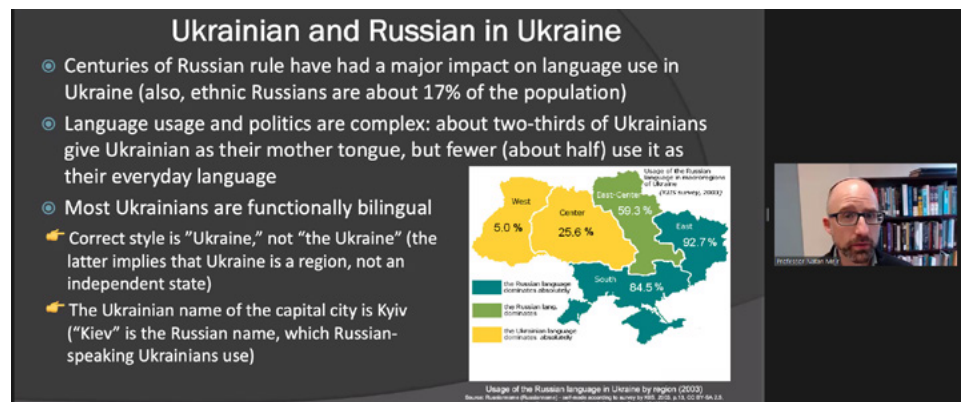 Ukrainian and Russian in Ukraine
Centuries of Russian rule have had a major impact on language use in
Ukraine (also, ethnic Russians are about 17% of the population)
Language usage and politics are complex: about two-thirds of Ukrainians
give Ukrainian as their mother tongue, but fewer (about half) use it as
their everyday language
Most Ukrainians are functionally bilingual
Correct style is "Ukraine," not "the Ukraine" (the
latter implies that Ukraine is a region, not an
independent state)
The Ukrainian name of the capital city is Kyiv
("Kiev" is the Russian name, which Russian-
speaking Ukrainians use)
Usage of the Russian
language in macroregions
of Ukraine
(KIIS survey, 2003)
West
5.0 %
Center
25.6 %
East-Center
59.3 %
East
92.7 %
South
84.5 %
the Russian language
dominates absolutely
the Russian lang.
dominates
the Ukrainian language
dominates absolutely
Usage of the Russian language in Ukraine by region (2003)
Professor